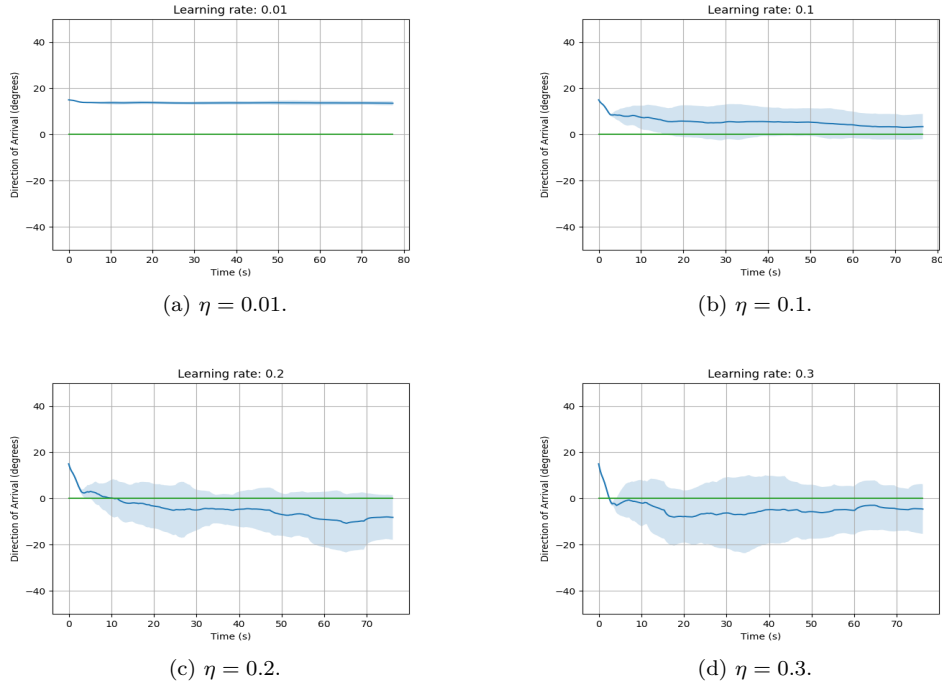 Learning rate: 0.01
Direction of Arrival (degrees)
40
20
0
−20
−40
0 10 20 30 40 50 60 70 80
Time (s)
(a) η = 0.01.
Learning rate: 0.1
Direction of Arrival (degrees)
40
20
0
−20
−40
0 10 20 30 40 50 60 70 80
Time (s)
(b) η = 0.1.
Learning rate: 0.2
Direction of Arrival (degrees)
40
20
0
−20
−40
0 10 20 30 40 50 60 70
Time (s)
(c) η = 0.2.
Learning rate: 0.3
Direction of Arrival (degrees)
40
20
0
−20
−40
0 10 20 30 40 50 60 70
Time (s)
(d) η = 0.3.